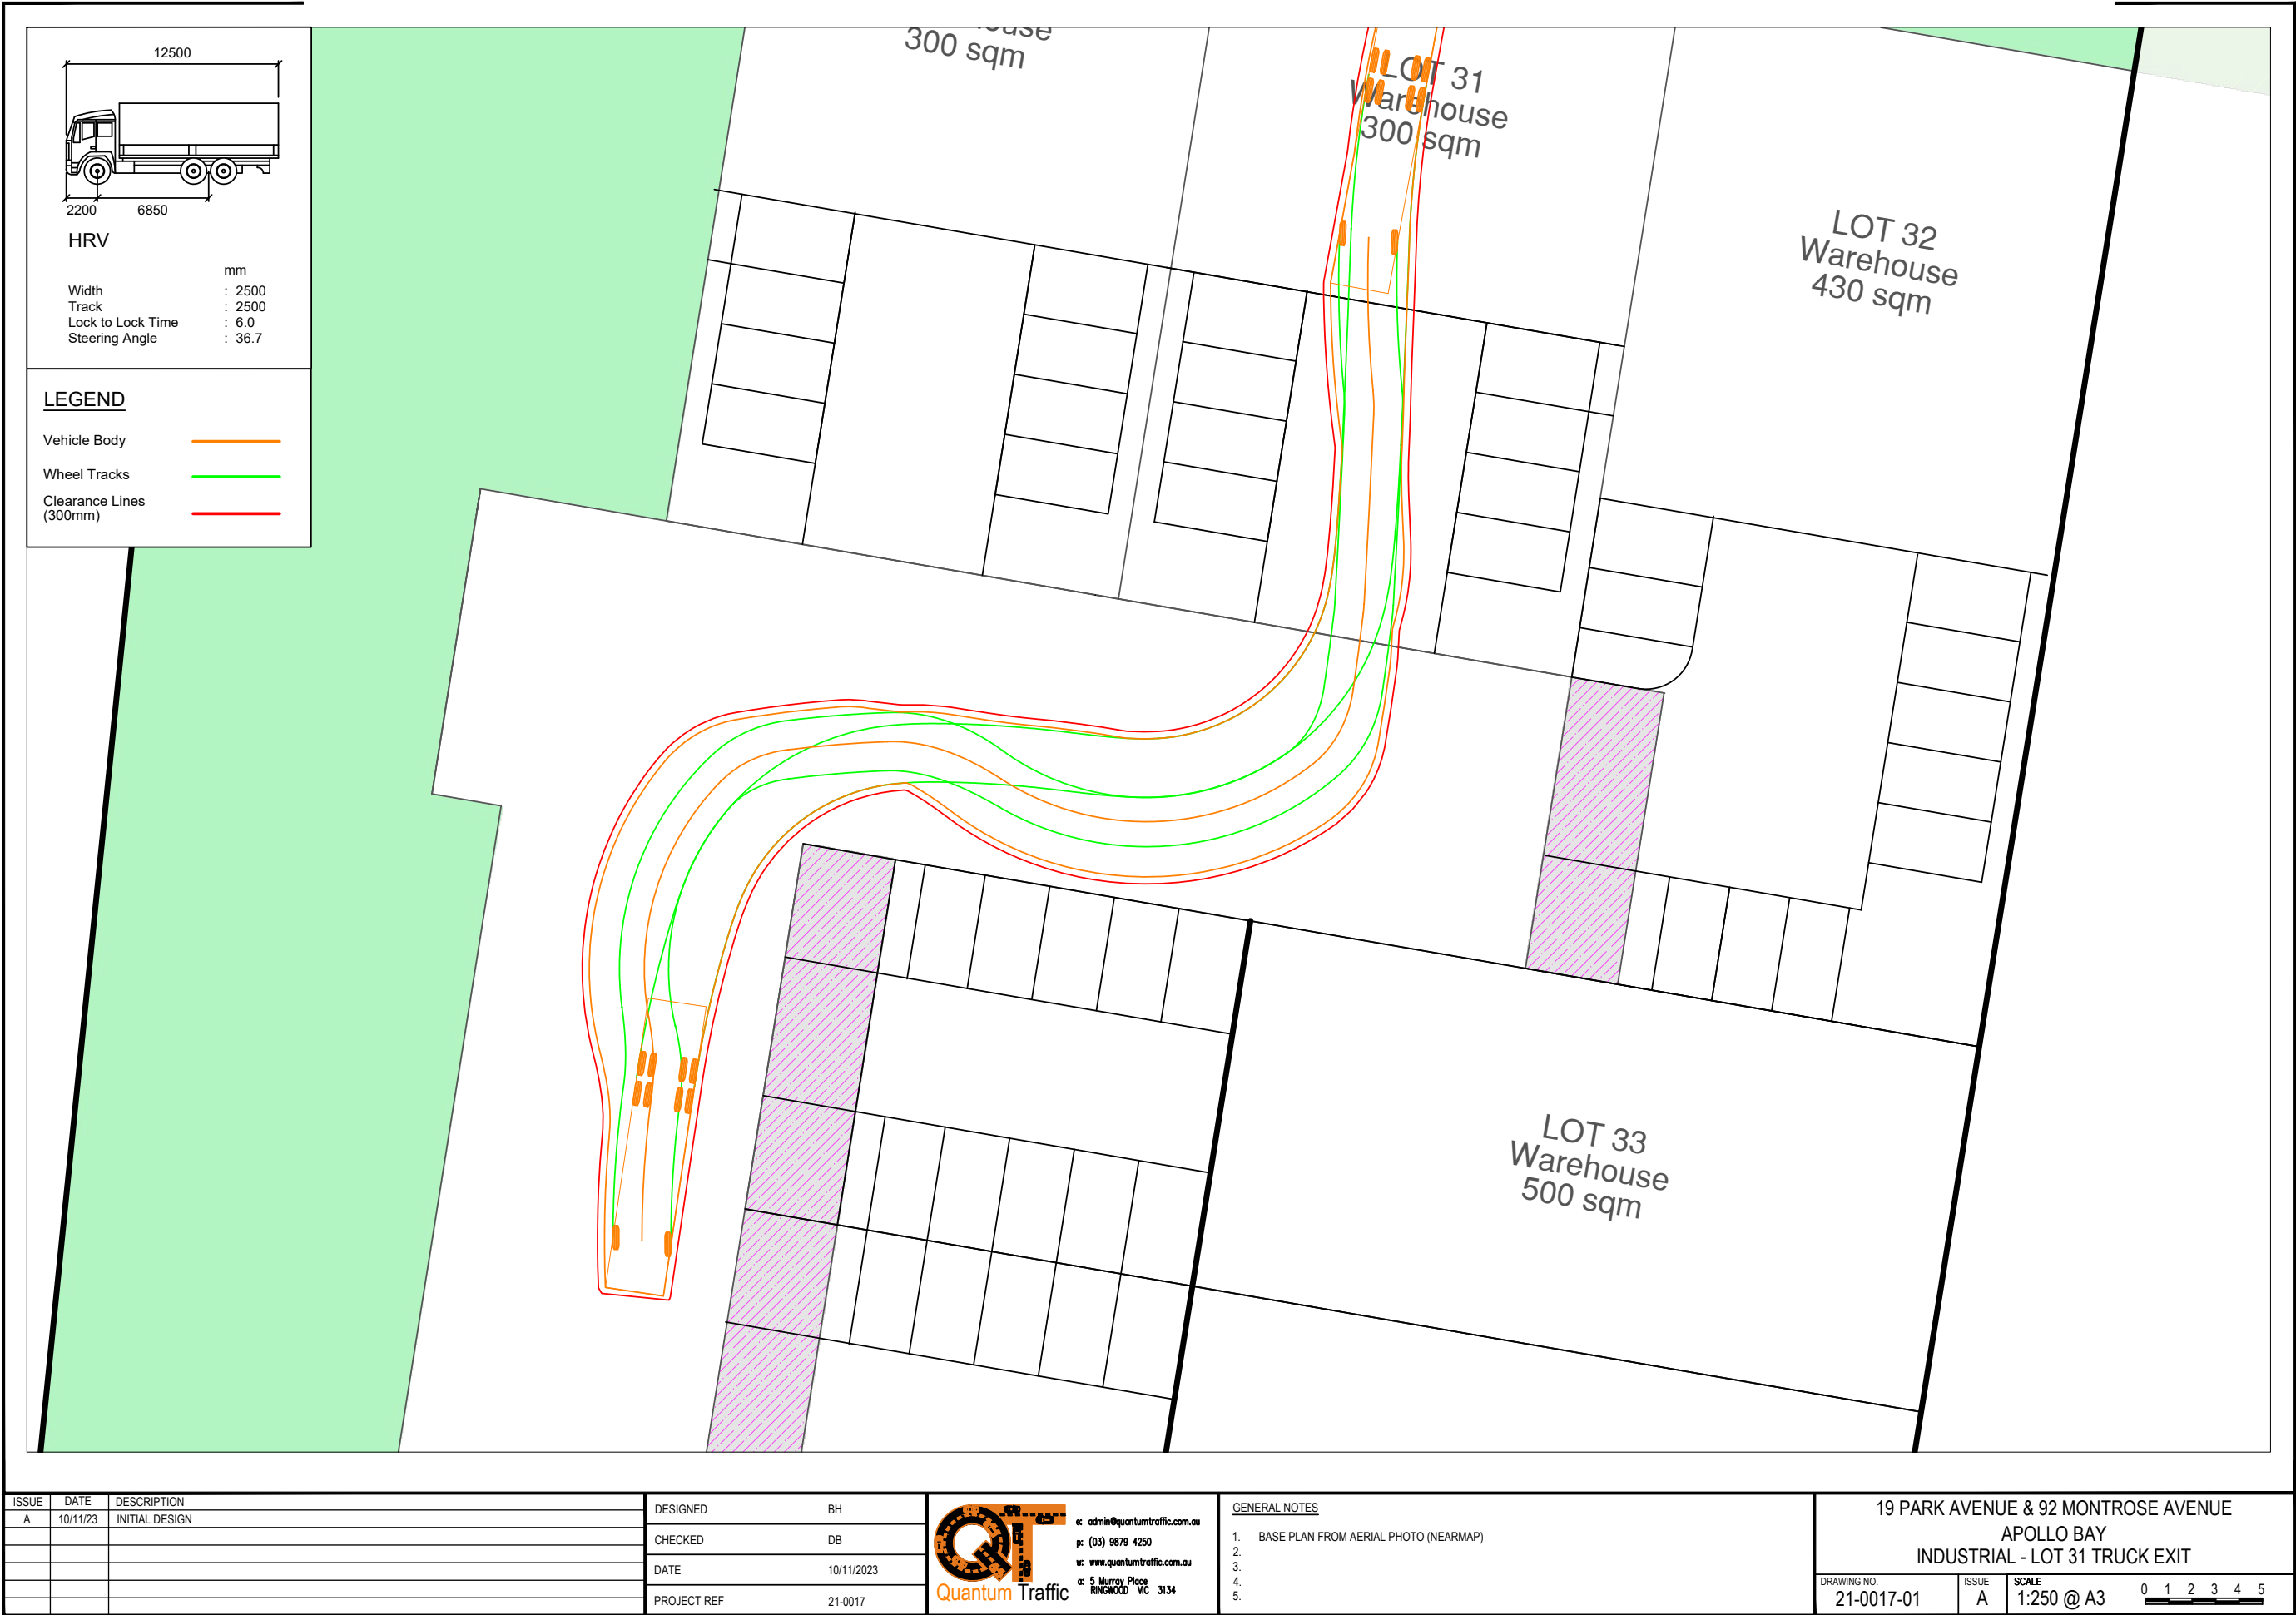 12500
2200 6850
HRV
mm
Width : 2500
Track : 2500
Lock to Lock Time : 6.0
Steering Angle : 36.7
LEGEND
Vehicle Body
Wheel Tracks
Clearance Lines
(300mm)
300 sqm
LOT 31
Warehouse
300 sqm
LOT 32
Warehouse
430 sqm
LOT 33
Warehouse
500 sqm
ISSUE DATE DESCRIPTION
A 10/11/23 INITIAL DESIGN
DESIGNED BH
CHECKED DB
DATE 10/11/2023
PROJECT REF 21-0017
QT
Quantum Traffic
e: admin@quantumtraffic.com.au
p: (03) 9879 4250
w: www.quantumtraffic.com.au
a: 5 Murray Place
RINGWOOD VIC 3134
GENERAL NOTES
1. BASE PLAN FROM AERIAL PHOTO (NEARMAP)
2.
3.
4.
5.
19 PARK AVENUE & 92 MONTROSE AVENUE
APOLLO BAY
INDUSTRIAL - LOT 31 TRUCK EXIT
DRAWING NO. ISSUE SCALE
21-0017-01 A 1:250 @ A3 0 1 2 3 4 5